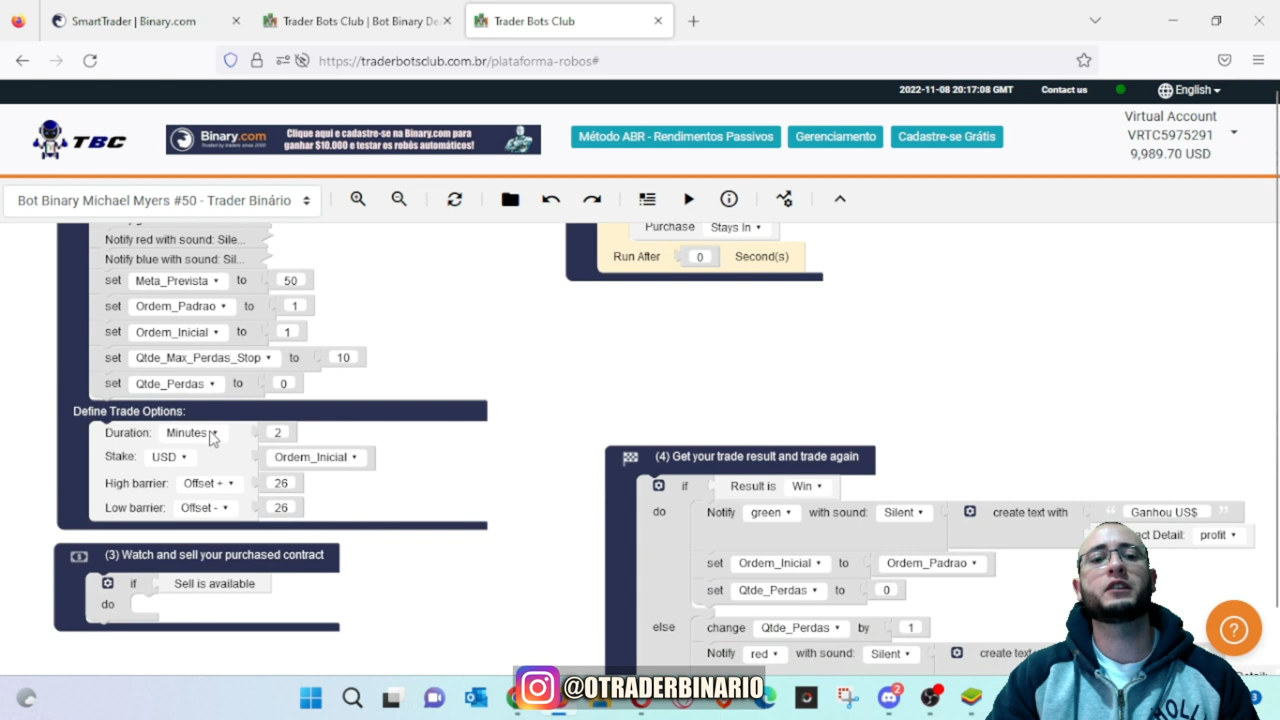 SmartTrader | Binary.com
Trader Bots Club | Bot Binary De
Trader Bots Club
https://traderbotsclub.com.br/plataforma-robos#
2022-11-08 20:17:08 GMT
Contact us
English
TBC
Binary.com
Trusted by traders since 2000
Clique aqui e cadastre-se na Binary.com para
ganhar $10.000 e testar os robôs automáticos!
Método ABR - Rendimentos Passivos
Gerenciamento
Cadastre-se Grátis
Virtual Account
VRTC5975291
9,989.70 USD
Bot Binary Michael Myers #50 - Trader Binário
Notify red with sound: Sile...
Notify blue with sound: Sil...
set Meta_Prevista to 50
set Ordem_Padrao to 1
set Ordem_Inicial to 1
set Qtde_Max_Perdas_Stop to 10
set Qtde_Perdas to 0
Define Trade Options:
Duration: Minutes 2
Stake: USD Ordem_Inicial
High barrier: Offset + 26
Low barrier: Offset - 26
(3) Watch and sell your purchased contract
if Sell is available
do
Purchase Stays In
Run After 0 Second(s)
(4) Get your trade result and trade again
if Result is Win
do Notify green with sound: Silent create text with “ Ganhou US$ ”
act Detail: profit
set Ordem_Inicial to Ordem_Padrao
set Qtde_Perdas to 0
else change Qtde_Perdas by 1
Notify red with sound: Silent
@OTRADERBINARIO
2